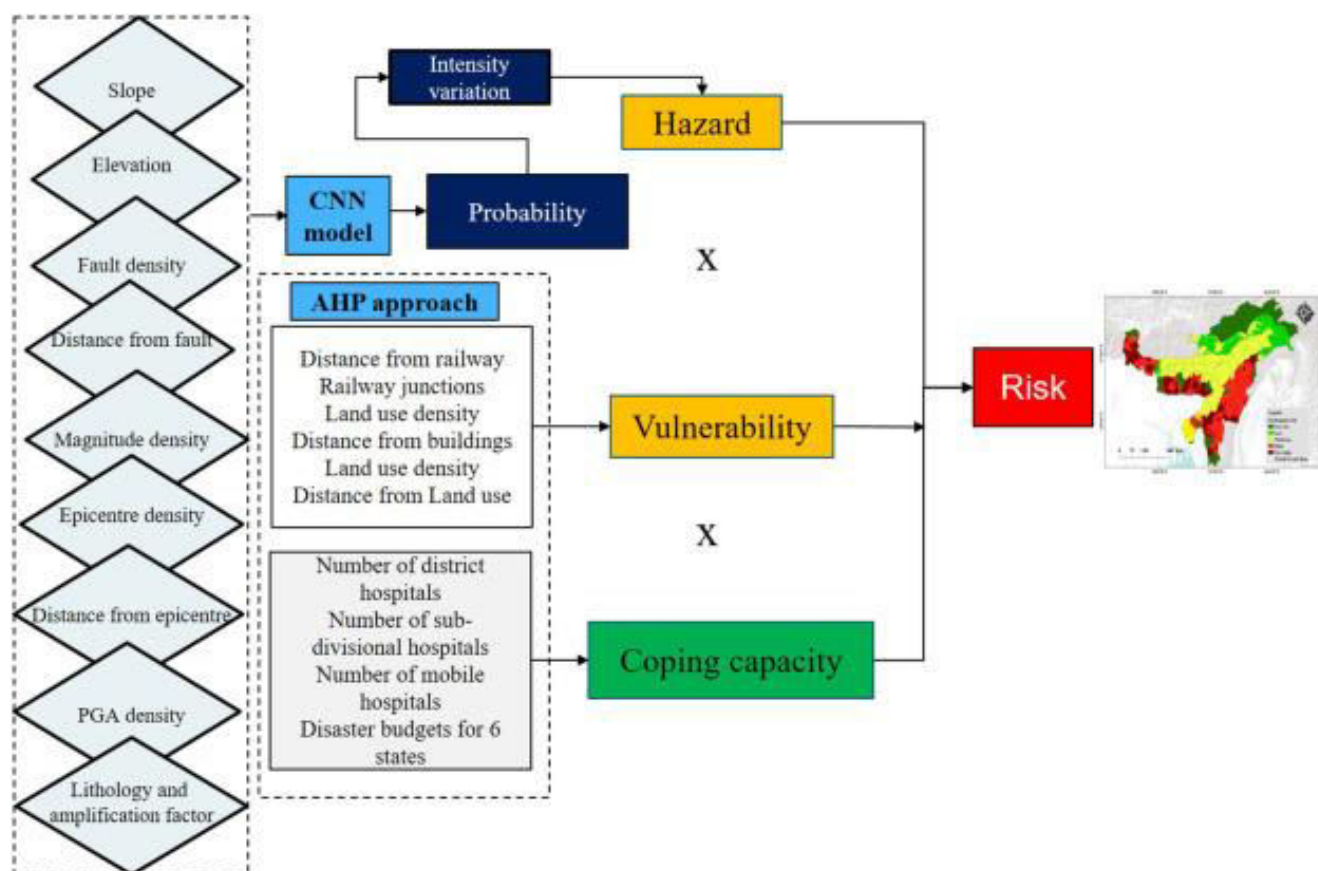 Slope
Elevation
Fault density
Distance from fault
Magnitude density
Epicentre density
Distance from epicentre
PGA density
Lithology and
amplification factor
CNN
model
Probability
Intensity
variation
Hazard
X
AHP approach
Distance from railway
Railway junctions
Land use density
Distance from buildings
Land use density
Distance from Land use
Vulnerability
X
Number of district
hospitals
Number of sub-
divisional hospitals
Number of mobile
hospitals
Disaster budgets for 6
states
Coping capacity
Risk